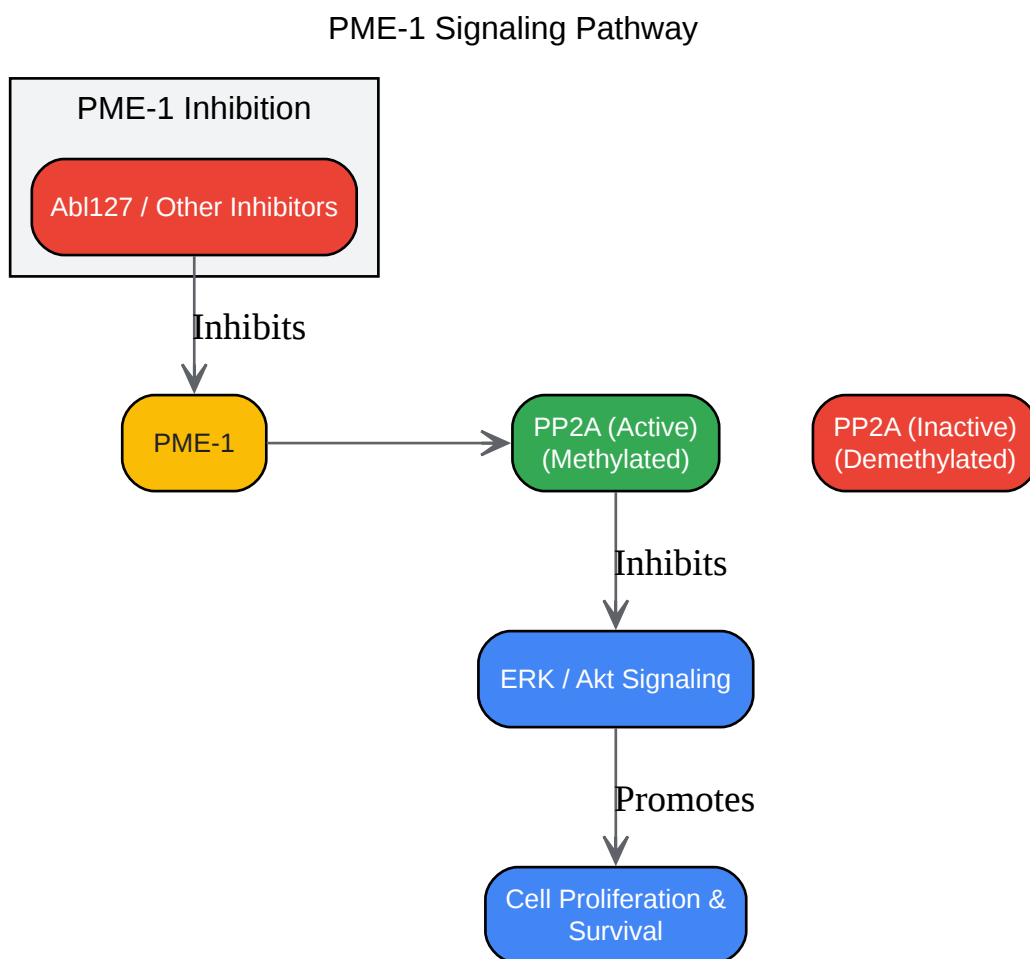 PME-1 Signaling Pathway
PME-1 Inhibition
Abl127 / Other Inhibitors
Inhibits
PME-1
PP2A (Active)
(Methylated)
PP2A (Inactive)
(Demethylated)
Inhibits
ERK / Akt Signaling
Promotes
Cell Proliferation &
Survival